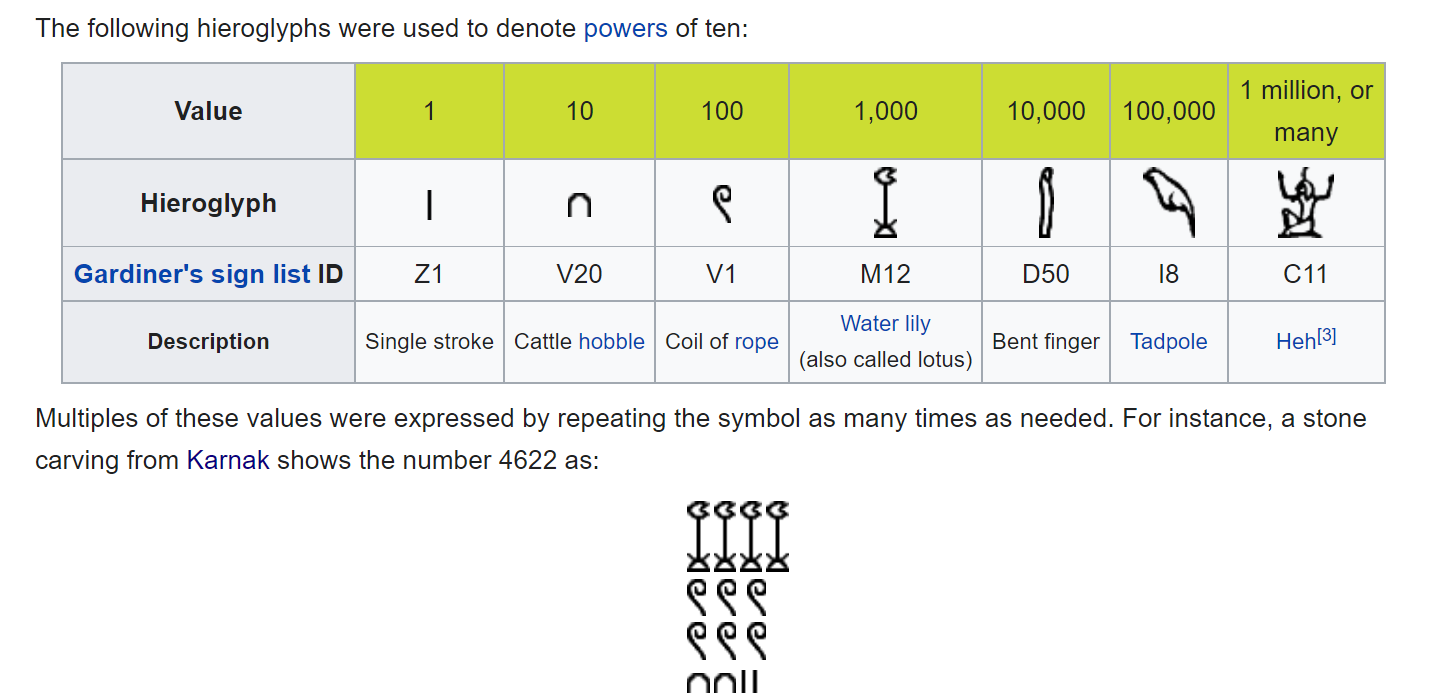 The following hieroglyphs were used to denote powers of ten:
Value 1 10 100 1,000 10,000 100,000 1 million, or many
Hieroglyph 𓏺 𓎆 𓍢 𓆼 𓂭 𓆐 𓁨
Gardiner's sign list ID Z1 V20 V1 M12 D50 I8 C11
Description Single stroke Cattle hobble Coil of rope Water lily (also called lotus) Bent finger Tadpole Heh[3]
Multiples of these values were expressed by repeating the symbol as many times as needed. For instance, a stone
carving from Karnak shows the number 4622 as:
𓆼𓆼𓆼𓆼
𓍢𓍢𓍢
𓍢𓍢𓍢
𓎆𓎆𓏺𓏺